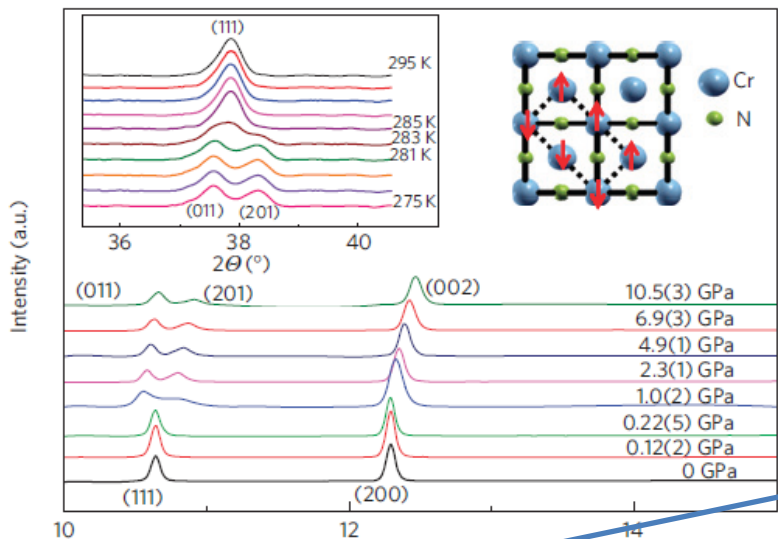 (111)
295 K
285 K
283 K
281 K
275 K
(011)
(201)
36
38
40
2Θ (°)
Cr
N
Intensity (a.u.)
(011)
(201)
(002)
10.5(3) GPa
6.9(3) GPa
4.9(1) GPa
2.3(1) GPa
1.0(2) GPa
0.22(5) GPa
0.12(2) GPa
0 GPa
(111)
(200)
10
12
14